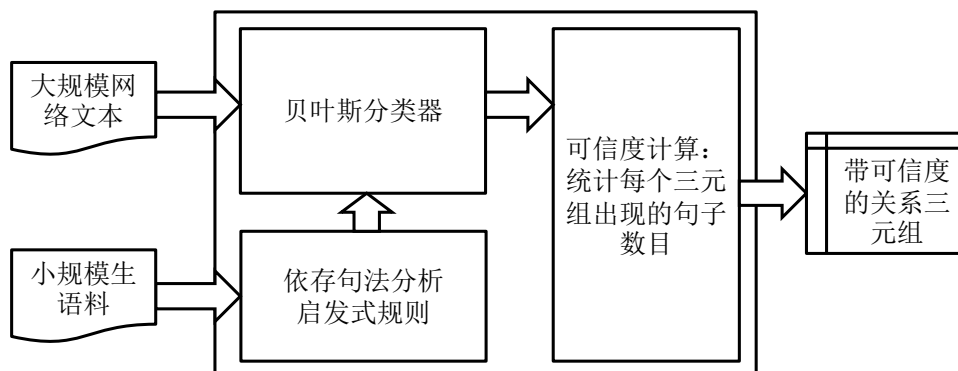 大规模网
络文本
贝叶斯分类器
可信度计算：
统计每个三元
组出现的句子
数目
带可信度
的关系三
元组
小规模生
语料
依存句法分析
启发式规则